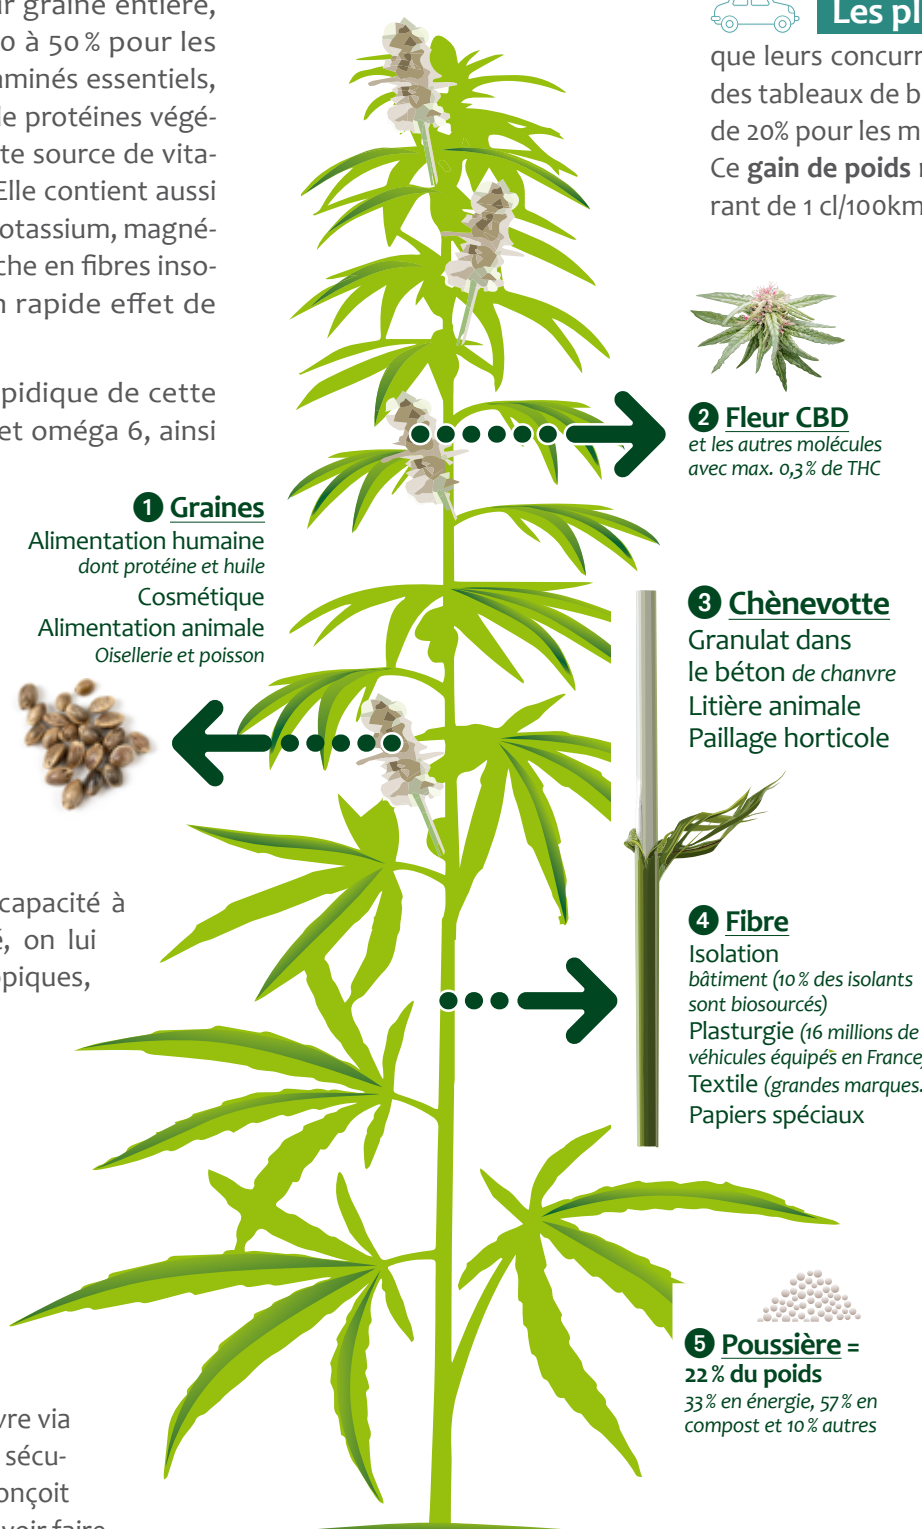 ur graine entière,
0 à 50 % pour les
aminés essentiels,
le protéines végé-
te source de vita-
Elle contient aussi
otassium, magné-
che en fibres inso-
n rapide effet de
pidique de cette
et oméga 6, ainsi
Les pl
que leurs concurr
des tableaux de b
de 20% pour les m
Ce gain de poids
rant de 1 cl/100km
2 Fleur CBD
et les autres molécules
avec max. 0,3 % de THC
1 Graines
Alimentation humaine
dont protéine et huile
Cosmétique
Alimentation animale
Oisellerie et poisson
3 Chènevotte
Granulat dans
le béton de chanvre
Litière animale
Paillage horticole
capacité à
é, on lui
piques,
4 Fibre
Isolation
bâtiment (10 % des isolants
sont biosourcés)
Plasturgie (16 millions de
véhicules équipés en France)
Textile (grandes marques.
Papiers spéciaux
5 Poussière =
22 % du poids
33 % en énergie, 57 % en
compost et 10 % autres
vre via
sécu-
onçoit
voir faire